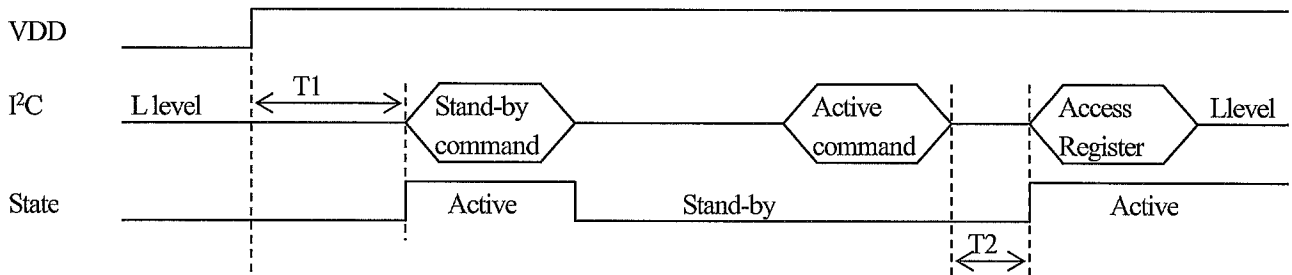 VDD
T1
I²C
L level
Stand-by
command
Active
command
Access
Register
Llevel
State
Active
Stand-by
Active
T2